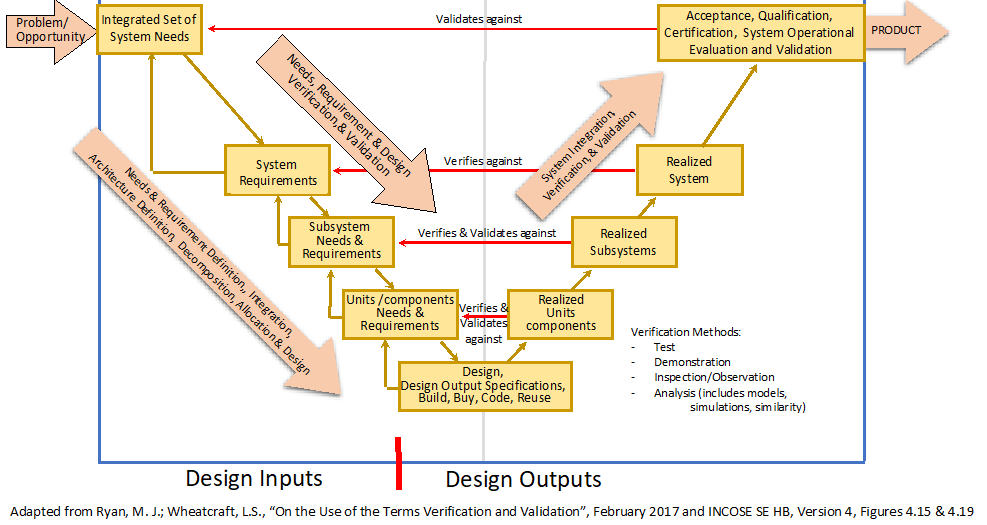 Problem/
Opportunity
Integrated Set of
System Needs
Validates against
Acceptance, Qualification,
Certification, System Operational
Evaluation and Validation
PRODUCT
Needs, Requirement & Design
Verification,& Validation
System Integration,
Verification, & Validation
System
Requirements
Verifies against
Realized
System
Needs & Requirement Definition,, Integration,
Architecture Definition, Decomposition, Allocation & Design
Subsystem
Needs &
Requirements
Verifies & Validates against
Realized
Subsystems
Units /components
Needs &
Requirements
Verifies &
Validates
against
Realized
Units
components
Design,
Design Output Specifications,
Build, Buy, Code, Reuse
Verification Methods:
- Test
- Demonstration
- Inspection/Observation
- Analysis (includes models,
simulations, similarity)
Design Inputs
Design Outputs
Adapted from Ryan, M. J.; Wheatcraft, L.S., “On the Use of the Terms Verification and Validation”, February 2017 and INCOSE SE HB, Version 4, Figures 4.15 & 4.19